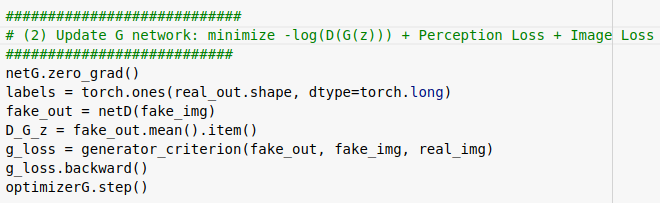 ############################
# (2) Update G network: minimize -log(D(G(z))) + Perception Loss + Image Loss
###########################
netG.zero_grad()
labels = torch.ones(real_out.shape, dtype=torch.long)
fake_out = netD(fake_img)
D_G_z = fake_out.mean().item()
g_loss = generator_criterion(fake_out, fake_img, real_img)
g_loss.backward()
optimizerG.step()